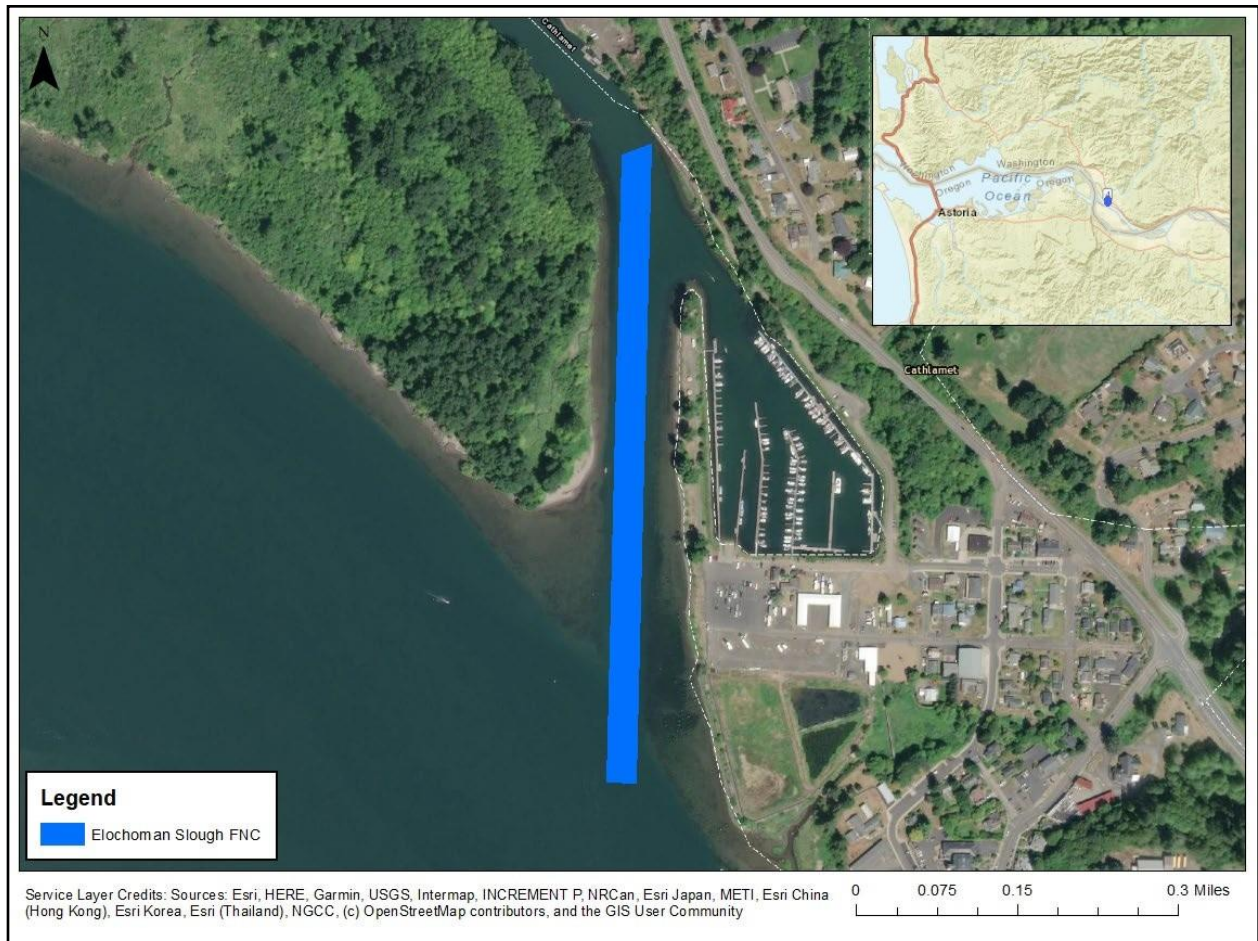 N
Cathlamet
Washington
Washington
Oregon
Pacific
Ocean
Oregon
Astoria
Cathlamet
Legend
Elochoman Slough FNC
Service Layer Credits: Sources: Esri, HERE, Garmin, USGS, Intermap, INCREMENT P, NRCan, Esri Japan, METI, Esri China
(Hong Kong), Esri Korea, Esri (Thailand), NGCC, (c) OpenStreetMap contributors, and the GIS User Community
0 0.075 0.15 0.3 Miles